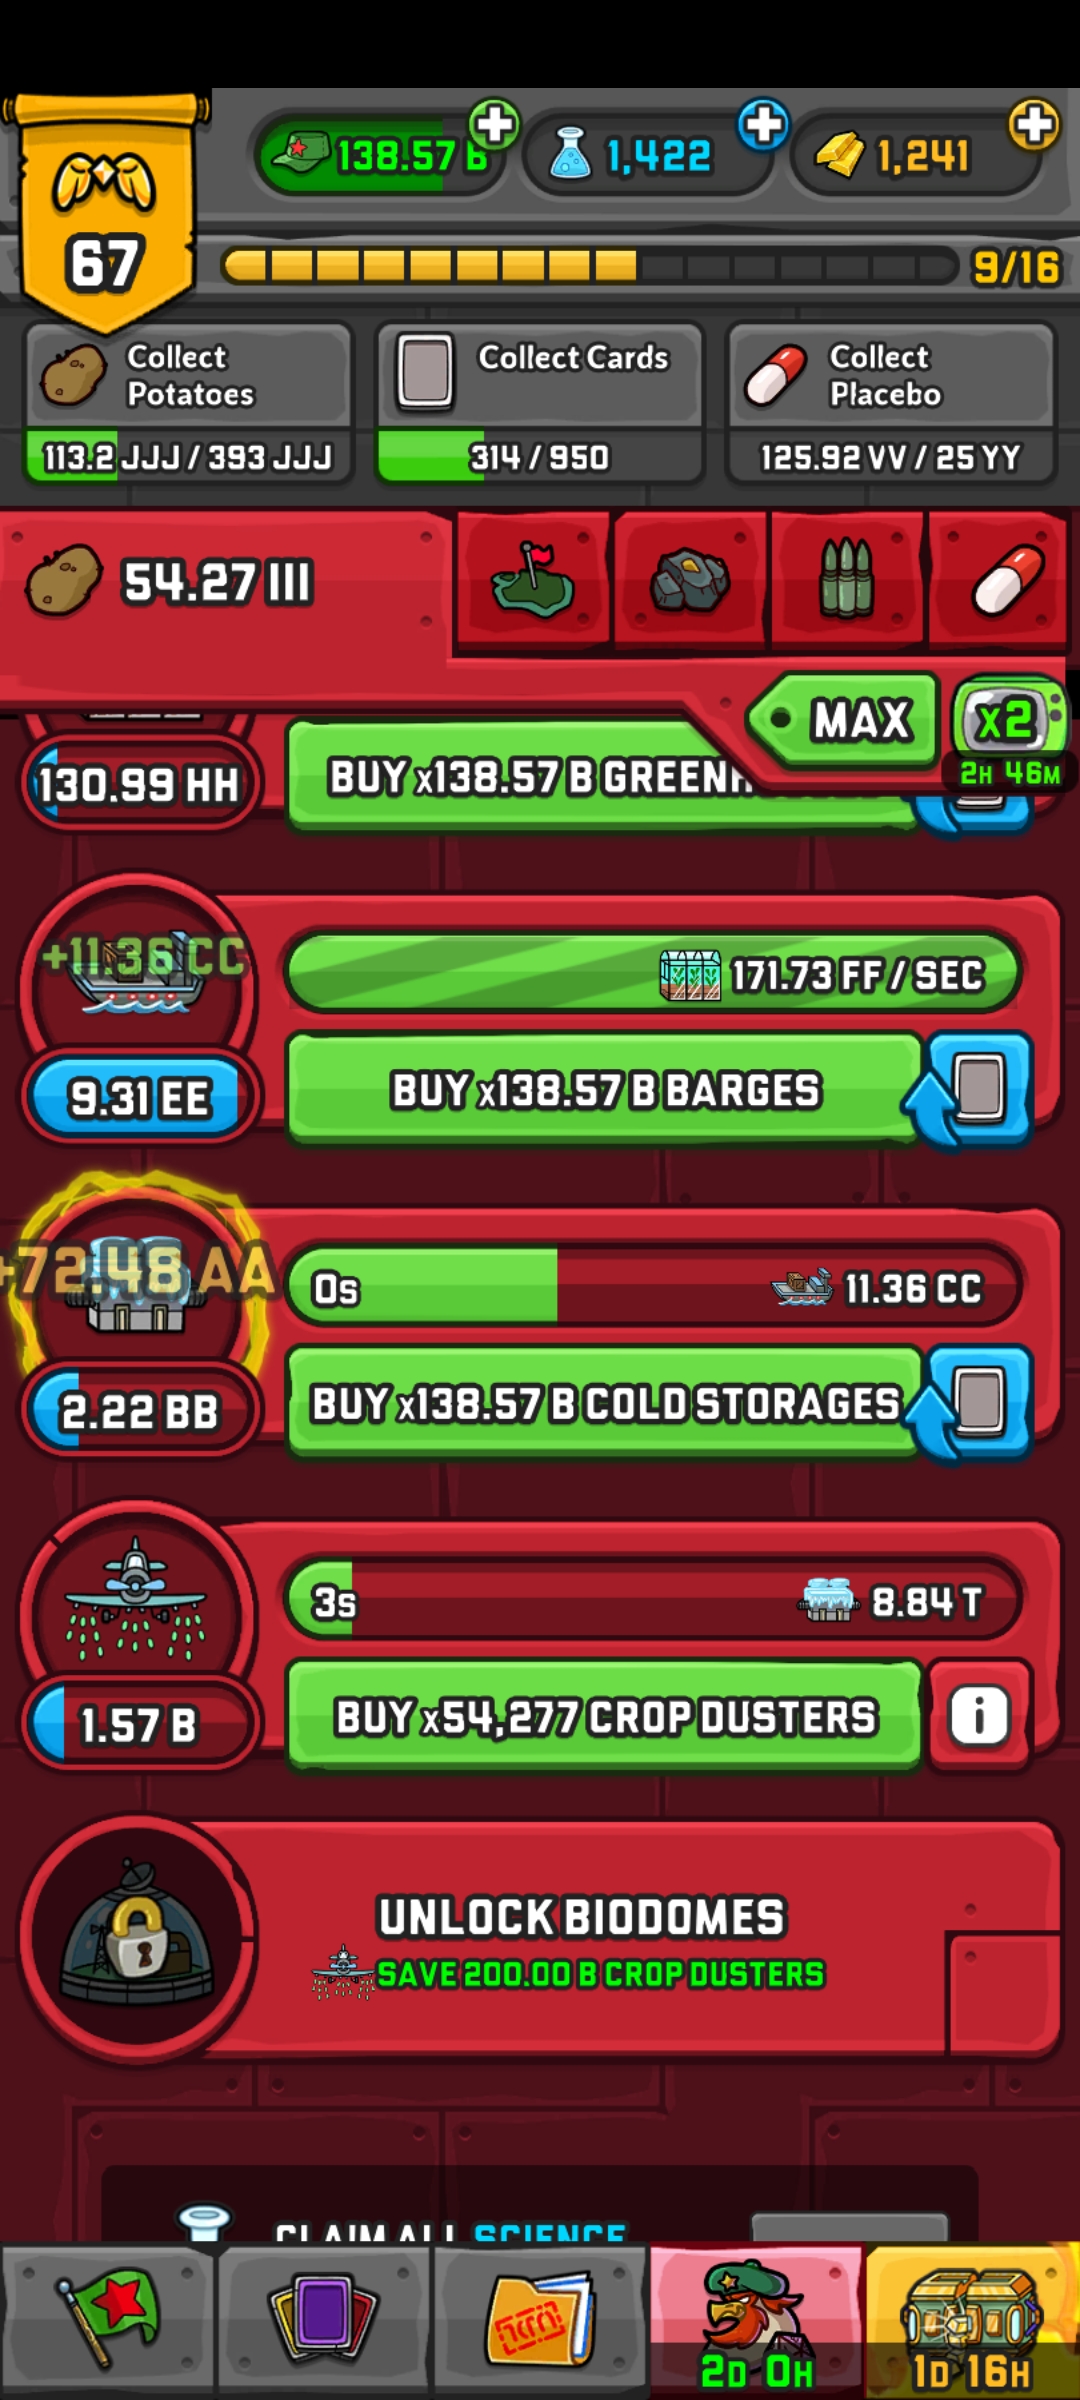 138.57 B
1,422
1,241
67
9/16
Collect
Potatoes
Collect Cards
Collect
Placebo
113.2 JJJ / 393 JJJ
314 / 950
125.92 VV / 25 YY
54.27 III
MAX
x2
2H 46M
130.99 HH
BUY x138.57 B
+11.36 CC
171.73 FF / SEC
9.31 EE
BUY x138.57 B BARGES
+72.48 AA
0s
11.36 CC
2.22 BB
BUY x138.57 B COLD STORAGES
3s
8.84 T
1.57 B
BUY x54,277 CROP DUSTERS
i
UNLOCK BIODOMES
SAVE 200.00 B CROP DUSTERS
CLAIM ALL SCIENCE
2D 0H
1D 16H